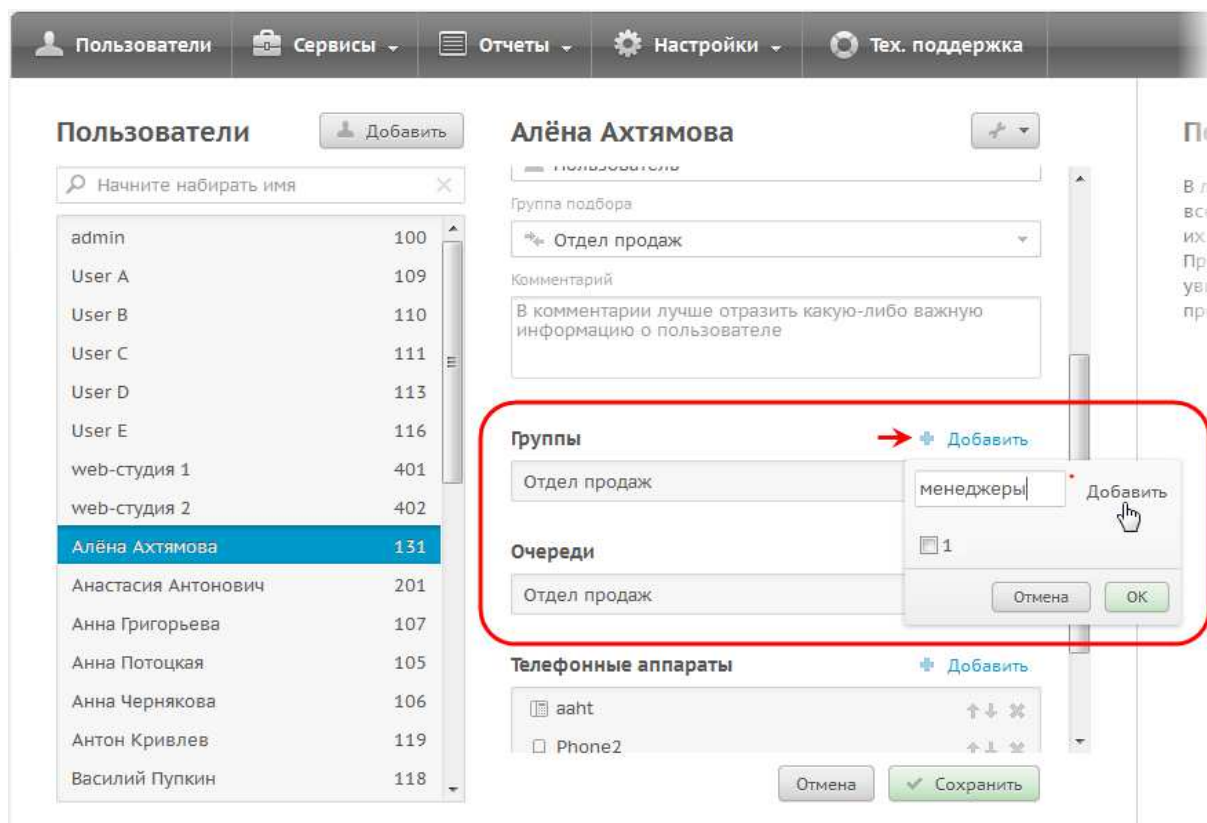 Пользователи Сервисы Отчеты Настройки Тех. поддержка
Пользователи Добавить
Начните набирать имя
admin 100
User A 109
User B 110
User C 111
User D 113
User E 116
web-студия 1 401
web-студия 2 402
Алёна Ахтямова 131
Анастасия Антонович 201
Анна Григорьева 107
Анна Потоцкая 105
Анна Чернякова 106
Антон Кривлев 119
Василий Пупкин 118
Алёна Ахтямова
Пользователь
Группа подбора
Отдел продаж
Комментарий
В комментарии лучше отразить какую-либо важную
информацию о пользователе
Группы Добавить
Отдел продаж
менеджеры * Добавить
1
Отмена ОК
Очереди
Отдел продаж
Телефонные аппараты Добавить
aaht
Phone2
Отмена Сохранить
В
их